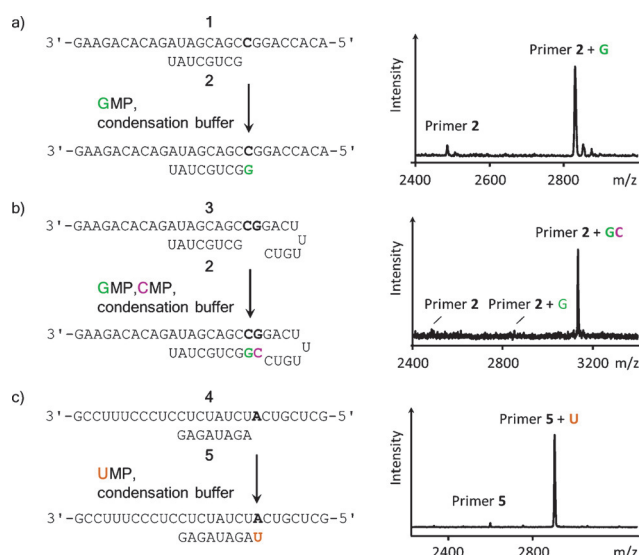 a)
1
3'-GAAGACACAGAUAGCAGCCGGACCACA-5'
UAUCGUCG
2
GMP,
condensation buffer
3'-GAAGACACAGAUAGCAGCCGGACCACA-5'
UAUCGUCGG
Intensity
Primer 2 + G
Primer 2
2400 2600 2800 m/z
b)
3
3'-GAAGACACAGAUAGCAGCCGGACU
U
UAUCGUCG CUGU
2
GMP,CMP,
condensation buffer
3'-GAAGACACAGAUAGCAGCCGGACU
U
UAUCGUCGGCCUGU
Intensity
Primer 2 + GC
Primer 2 Primer 2 + G
2400 2800 3200 m/z
c)
4
3'-GCCUUUCCCUCCUCUAUCUACUGCUCG-5'
GAGAUAGA
5
UMP,
condensation buffer
3'-GCCUUUCCCUCCUCUAUCUACUGCUCG-5'
GAGAUAGAU
Intensity
Primer 5 + U
Primer 5
2400 2800 m/z